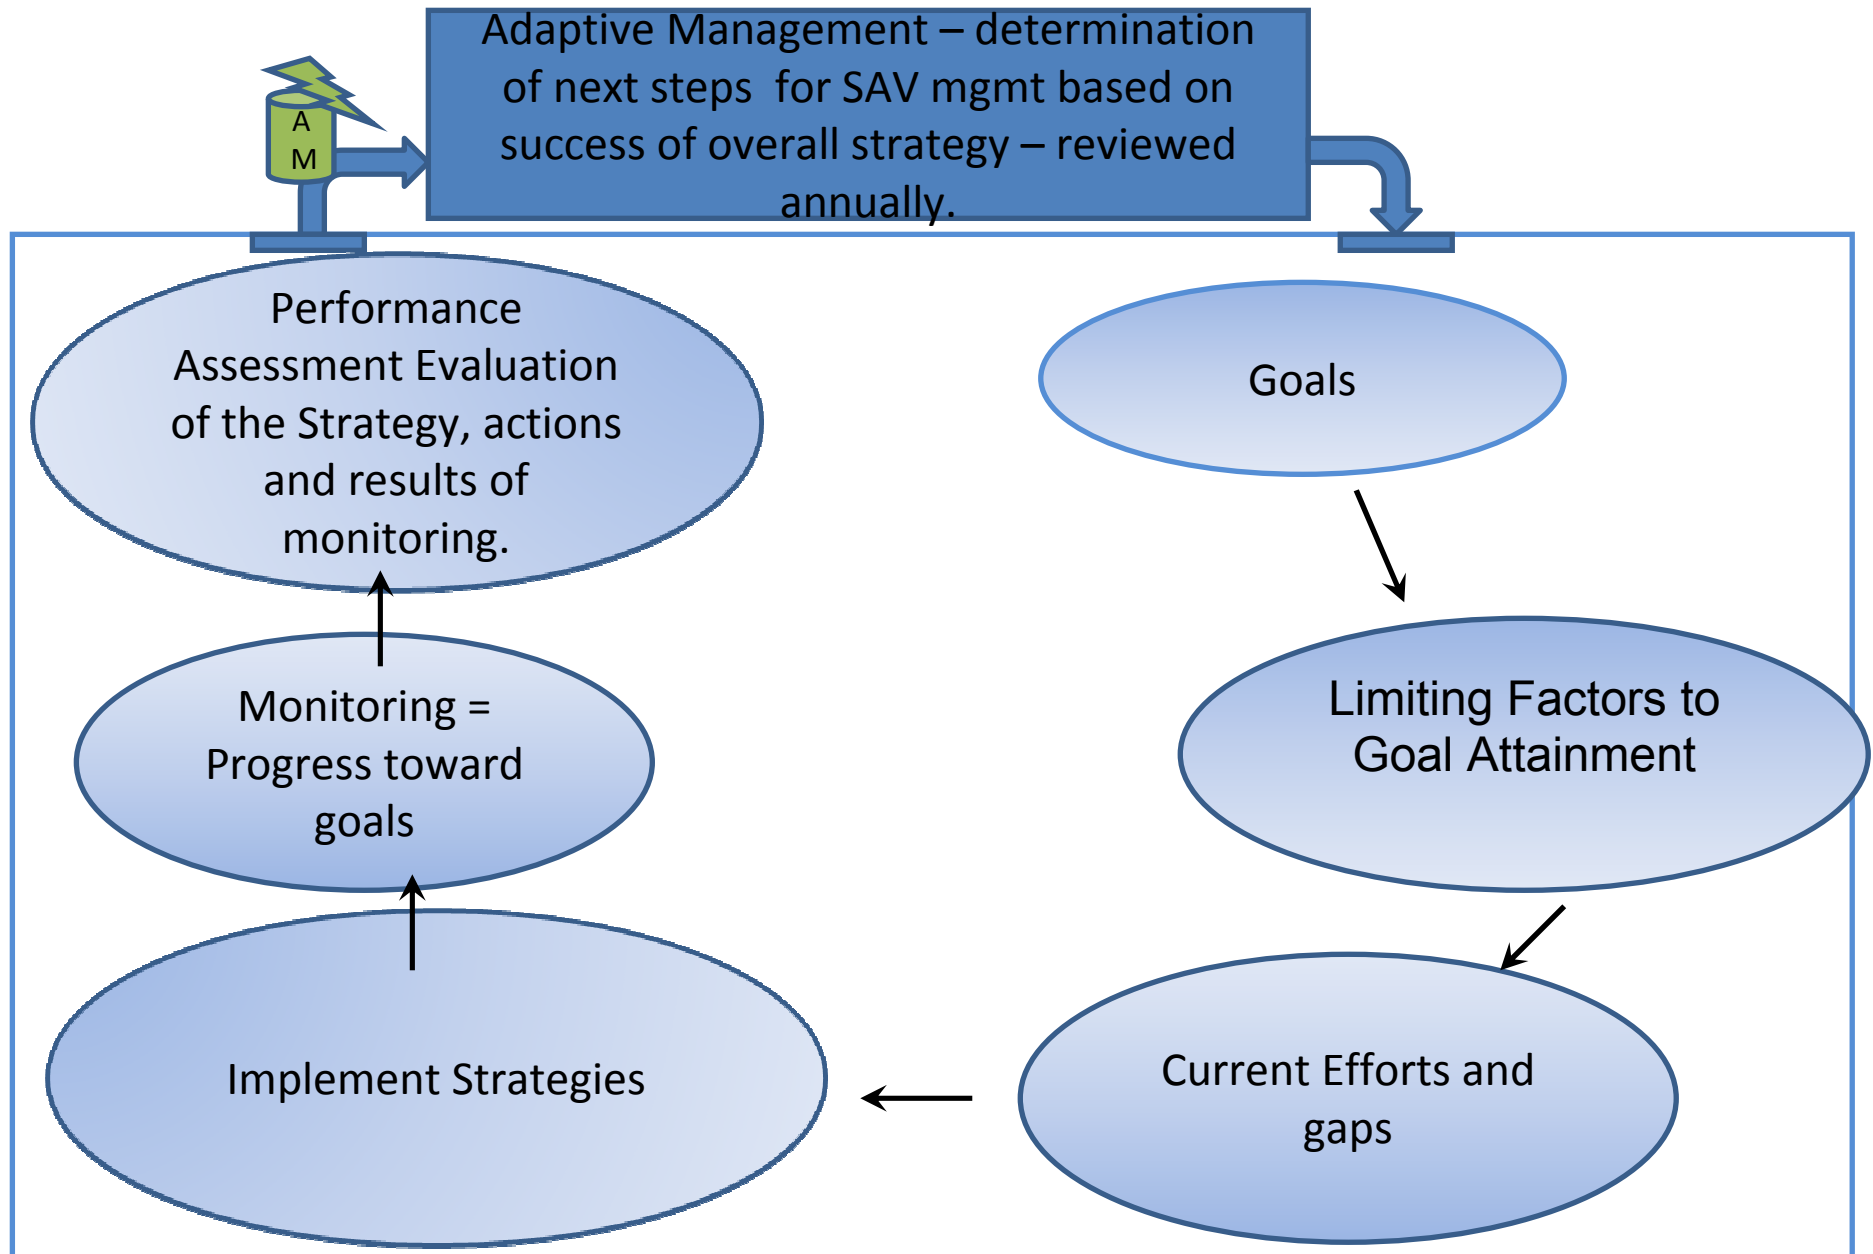 Adaptive Management – determination
of next steps  for SAV mgmt based on
success of overall strategy – reviewed
annually.
A
M
Performance
Assessment Evaluation
of the Strategy, actions
and results of
monitoring.
Goals
Limiting Factors to
Goal Attainment
Monitoring =
Progress toward
goals
Implement Strategies
Current Efforts and
gaps